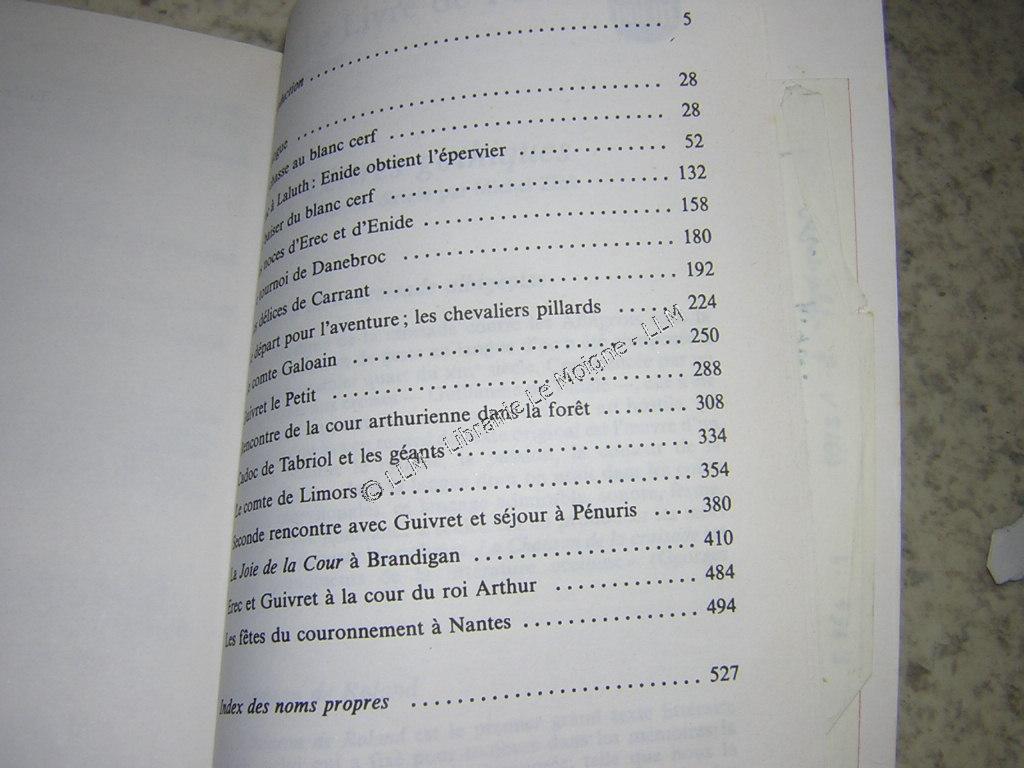 duction ........ 5
ogue ........ 28
hasse au blanc cerf ........ 28
à Laluth : Enide obtient l'épervier ........ 52
baiser du blanc cerf ........ 132
noces d'Erec et d'Enide ........ 158
tournoi de Danebroc ........ 180
délices de Carrant ........ 192
départ pour l'aventure ; les chevaliers pillards ........ 224
comte Galoain ........ 250
Guivret le Petit ........ 288
encontre de la cour arthurienne dans la forêt ........ 308
Cadoc de Tabriol et les géants ........ 334
Le comte de Limors ........ 354
Seconde rencontre avec Guivret et séjour à Pénuris .... 380
La Joie de la Cour à Brandigan ........ 410
Erec et Guivret à la cour du roi Arthur ........ 484
Les fêtes du couronnement à Nantes ........ 494
Index des noms propres ........ 527
© LLM - Librairie Le Moigne - LLM